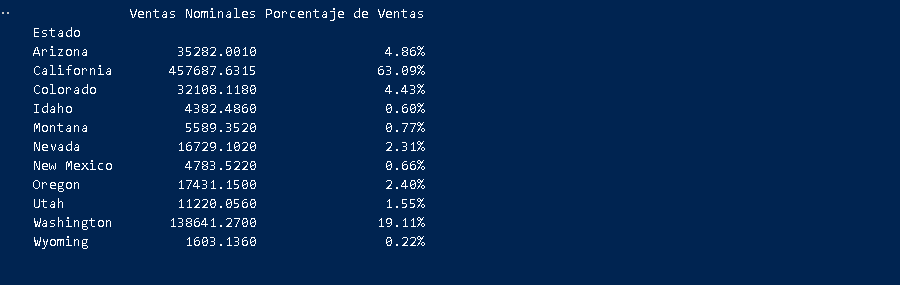 Ventas Nominales Porcentaje de Ventas
Estado
Arizona 35282.0010 4.86%
California 457687.6315 63.09%
Colorado 32108.1180 4.43%
Idaho 4382.4860 0.60%
Montana 5589.3520 0.77%
Nevada 16729.1020 2.31%
New Mexico 4783.5220 0.66%
Oregon 17431.1500 2.40%
Utah 11220.0560 1.55%
Washington 138641.2700 19.11%
Wyoming 1603.1360 0.22%